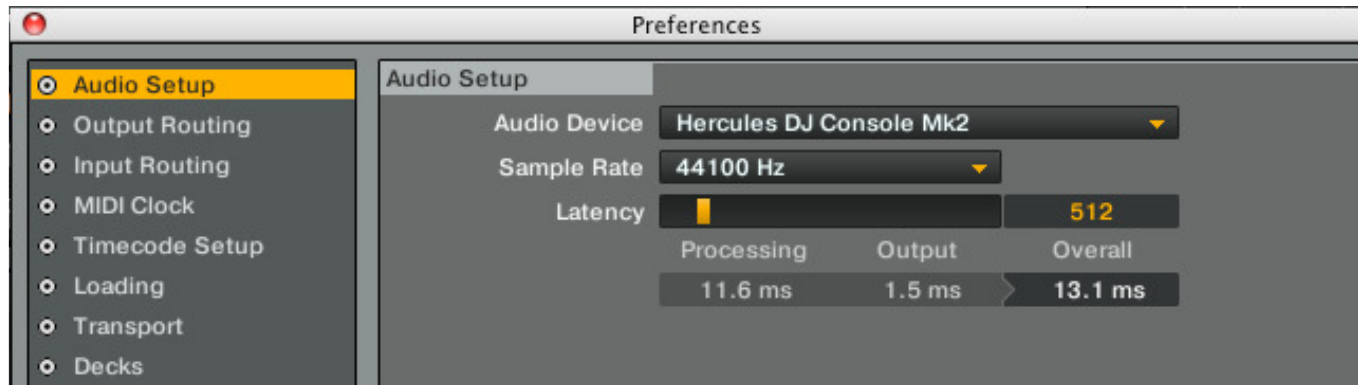 Preferences
Audio Setup
Output Routing
Input Routing
MIDI Clock
Timecode Setup
Loading
Transport
Decks
Audio Setup
Audio Device Hercules DJ Console Mk2
Sample Rate 44100 Hz
Latency 512
Processing Output Overall
11.6 ms 1.5 ms 13.1 ms